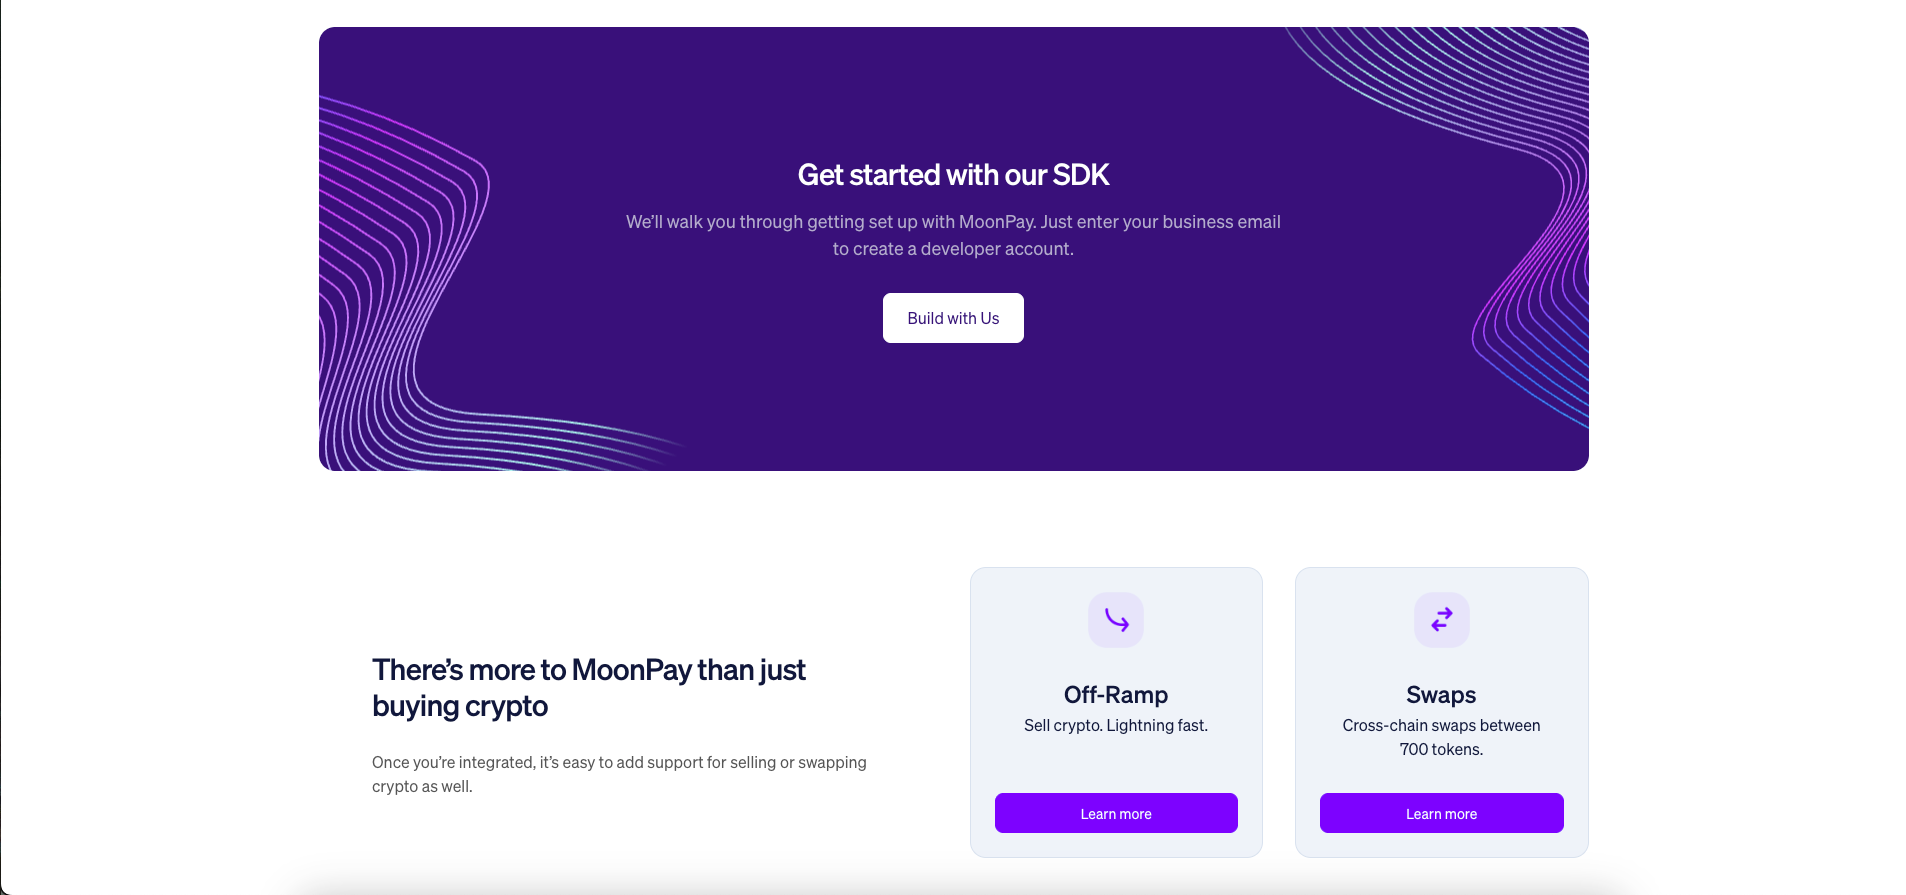 Get started with our SDK
We’ll walk you through getting set up with MoonPay. Just enter your business email
to create a developer account.
Build with Us
There’s more to MoonPay than just
buying crypto
Once you’re integrated, it’s easy to add support for selling or swapping
crypto as well.
Off-Ramp
Sell crypto. Lightning fast.
Learn more
Swaps
Cross-chain swaps between
700 tokens.
Learn more